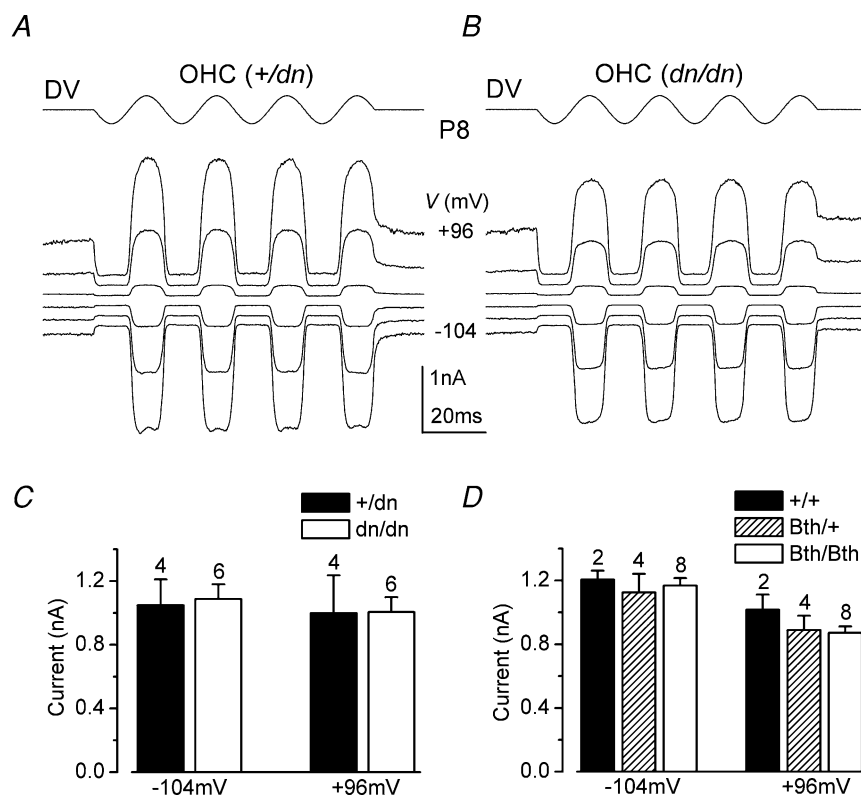 A
B
OHC (+/dn)
OHC (dn/dn)
DV
DV
P8
V (mV)
+96
-104
1nA
20ms
C
D
+/dn
dn/dn
+/+
Bth/+
Bth/Bth
Current (nA)
1.2
0.8
0.4
0.0
4
6
4
6
-104mV
+96mV
Current (nA)
1.2
0.8
0.4
0.0
2
4
8
2
4
8
-104mV
+96mV